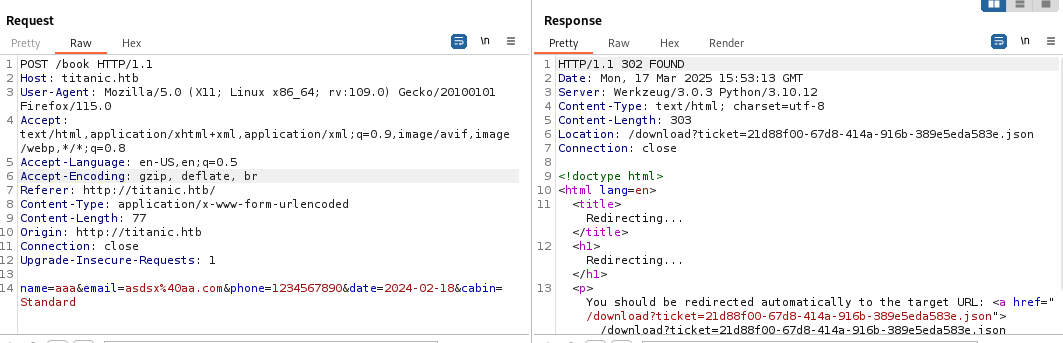 Request
Pretty Raw Hex
\n
1 POST /book HTTP/1.1
2 Host: titanic.htb
3 User-Agent: Mozilla/5.0 (X11; Linux x86_64; rv:109.0) Gecko/20100101
Firefox/115.0
4 Accept:
text/html,application/xhtml+xml,application/xml;q=0.9,image/avif,image
/webp,*/*;q=0.8
5 Accept-Language: en-US,en;q=0.5
6 Accept-Encoding: gzip, deflate, br
7 Referer: http://titanic.htb/
8 Content-Type: application/x-www-form-urlencoded
9 Content-Length: 77
10 Origin: http://titanic.htb
11 Connection: close
12 Upgrade-Insecure-Requests: 1
13
14 name=aaa&email=asdsx%40aa.com&phone=1234567890&date=2024-02-18&cabin=
Standard
Response
Pretty Raw Hex Render
\n
1 HTTP/1.1 302 FOUND
2 Date: Mon, 17 Mar 2025 15:53:13 GMT
3 Server: Werkzeug/3.0.3 Python/3.10.12
4 Content-Type: text/html; charset=utf-8
5 Content-Length: 303
6 Location: /download?ticket=21d88f00-67d8-414a-916b-389e5eda583e.json
7 Connection: close
8
9 <!doctype html>
10 <html lang=en>
11 <title>
Redirecting...
</title>
12 <h1>
Redirecting...
</h1>
13 <p>
You should be redirected automatically to the target URL: <a href="
/download?ticket=21d88f00-67d8-414a-916b-389e5eda583e.json">
/download?ticket=21d88f00-67d8-414a-916b-389e5eda583e.json